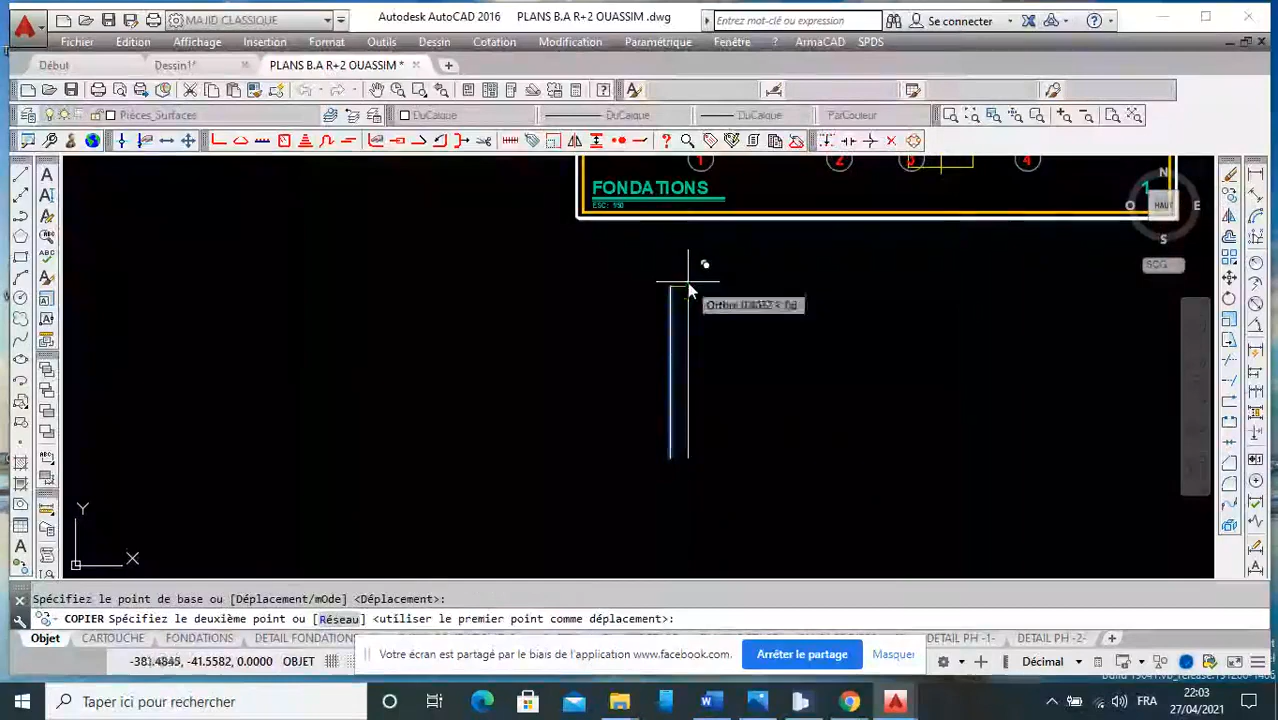 MAJID CLASSIQUE
Autodesk AutoCAD 2016 PLANS B.A R+2 OUASSIM .dwg
Entrez mot-clé ou expression
Se connecter
Fichier Edition Affichage Insertion Format Outils Dessin Cotation Modification Paramétrique Fenêtre ? ArmaCAD SPDS
Début Dessin1* PLANS B.A R+2 OUASSIM *
Pièces_Surfaces DuCalque DuCalque DuCalque ParCouleur
1 2 3 4
FONDATIONS 1
N
O HAUT E
S
SCG
Y
X
Spécifiez le point de base ou [Déplacement/mOde] <Déplacement>:
COPIER Spécifiez le deuxième point ou [Réseau] <utiliser le premier point comme déplacement>:
Objet CARTOUCHE FONDATIONS DETAIL FONDATION DETAIL PH -1- DETAIL PH -2-
-381.4845, -41.5582, 0.0000 OBJET
Votre écran est partagé par le biais de l'application www.facebook.com. Arrêter le partage Masquer
Décimal
Taper ici pour rechercher
FRA
22:03
27/04/2021